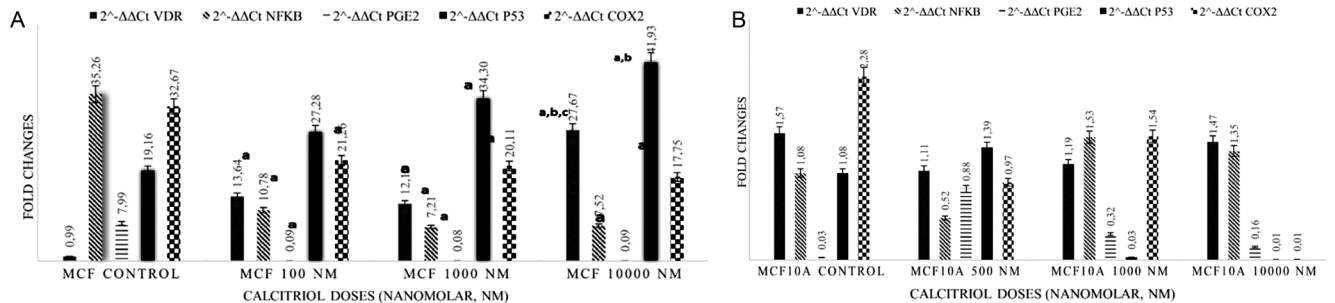 A
2^-ΔΔCt VDR 2^-ΔΔCt NFKB 2^-ΔΔCt PGE2 2^-ΔΔCt P53 2^-ΔΔCt COX2
FOLD CHANGES
0,99
35,26
7,99
19,16
32,67
13,64
a
10,78
a
0,09
a
27,28
21,26
a
a
7,21
a
0,08
a
34,30
a
20,11
a
a,b,c
27,67
a
0,09
a,b
41,93
a
17,75
MCF CONTROL MCF 100 NM MCF 1000 NM MCF 10000 NM
CALCITRIOL DOSES (NANOMOLAR, NM)
B
2^-ΔΔCt VDR 2^-ΔΔCt NFKB 2^-ΔΔCt PGE2 2^-ΔΔCt P53 2^-ΔΔCt COX2
FOLD CHANGES
1,57
1,08
0,03
1,08
2,28
1,11
0,52
0,88
1,39
0,97
1,19
1,53
0,32
0,03
1,54
1,47
1,35
0,16
0,01
0,01
MCF10A CONTROL MCF10A 500 NM MCF10A 1000 NM MCF10A 10000 NM
CALCITRIOL DOSES (NANOMOLAR, NM)